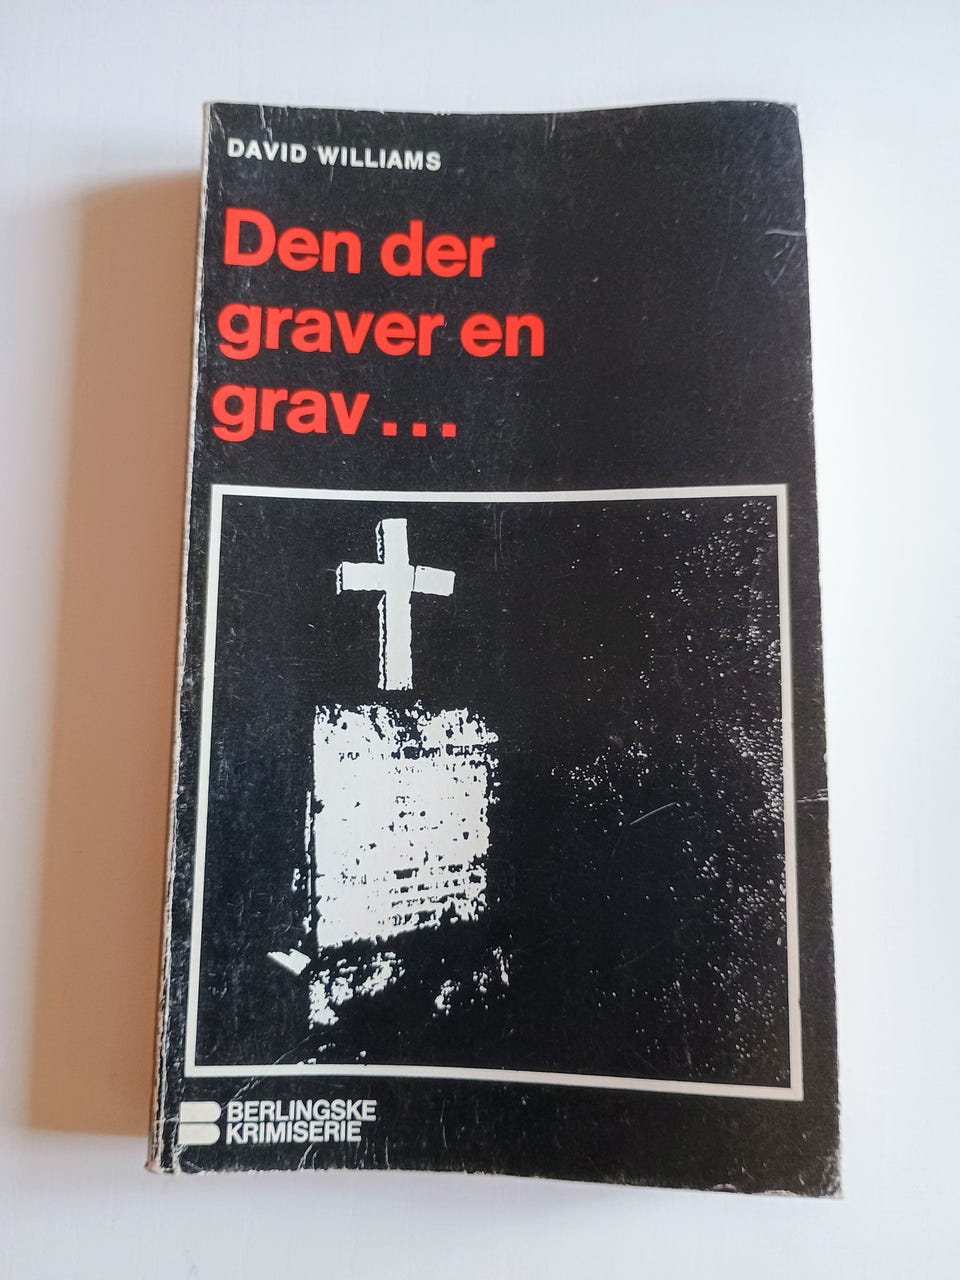 DAVID WILLIAMS
Den der
graver en
grav...
BERLINGSKE
KRIMISERIE